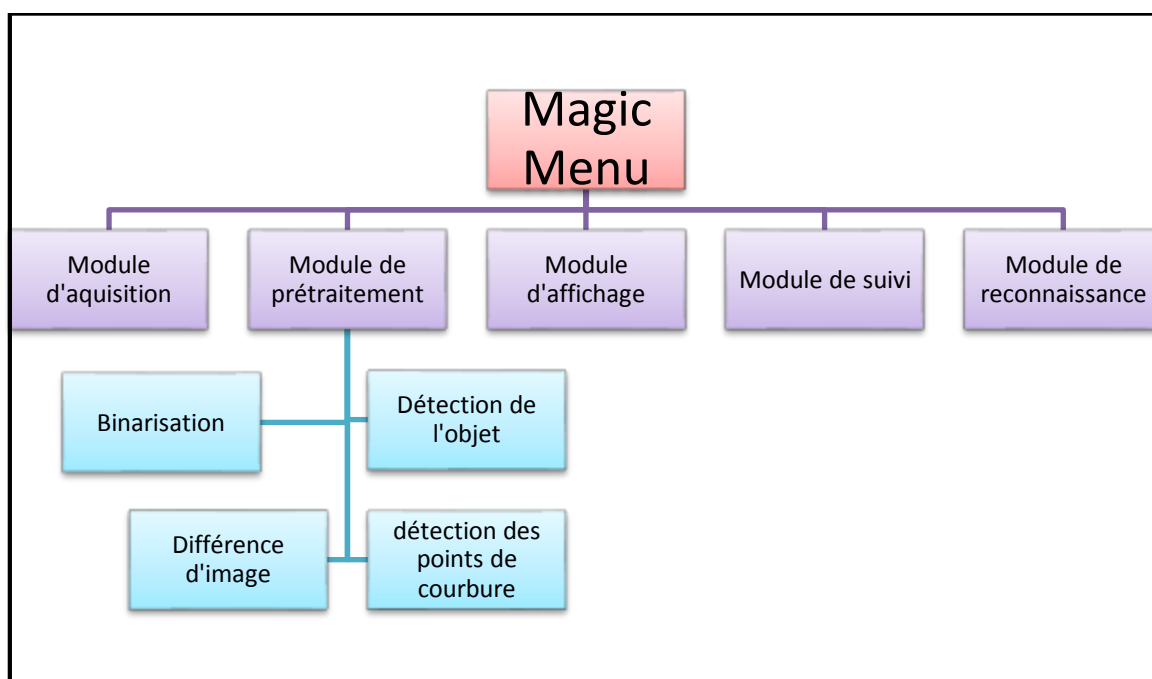 Magic
Menu
Module
d'aquisition
Module de
prétraitement
Module
d'affichage
Module de suivi
Module de
reconnaissance
Binarisation
Détection de
l'objet
Différence
d'image
détection des
points de
courbure